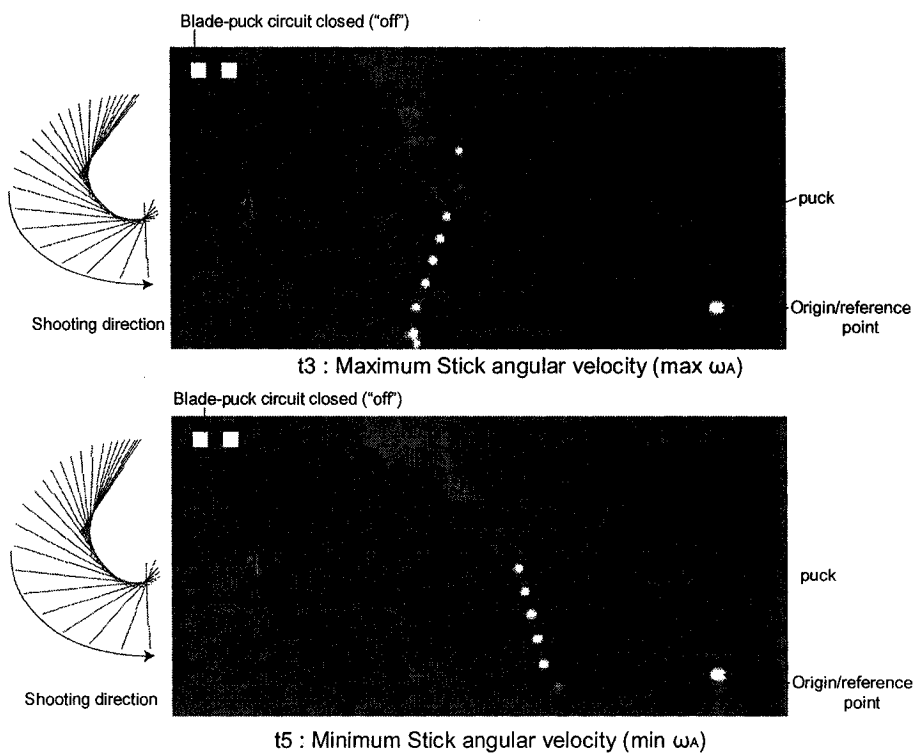 Blade-puck circuit closed ("off")
puck
Origin/reference
point
Shooting direction
t3 : Maximum Stick angular velocity (max ωA)
Blade-puck circuit closed ("off")
puck
Origin/reference
point
Shooting direction
t5 : Minimum Stick angular velocity (min ωA)